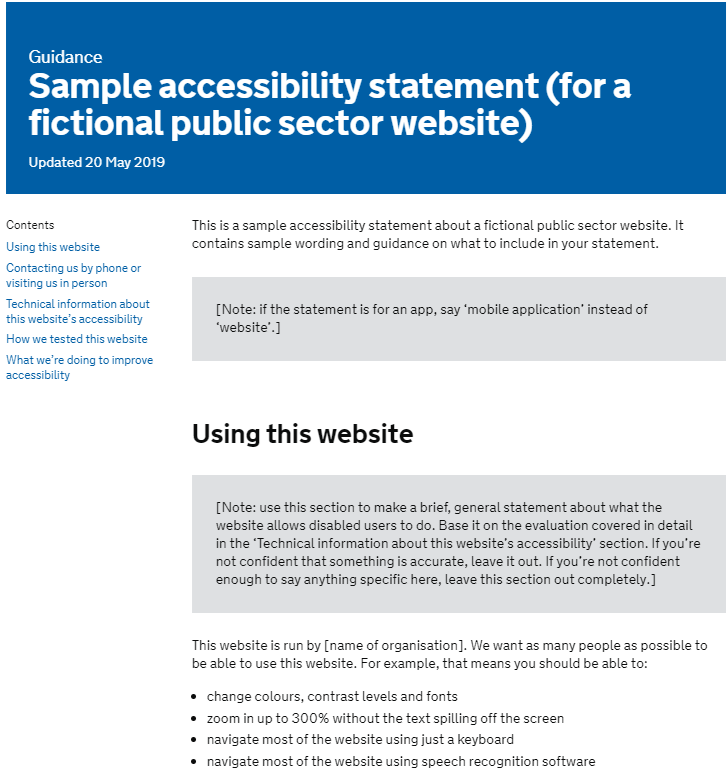 Guidance
Sample accessibility statement (for a
fictional public sector website)
Updated 20 May 2019
Contents
Using this website
Contacting us by phone or
visiting us in person
Technical information about
this website's accessibility
How we tested this website
What we're doing to improve
accessibility
This is a sample accessibility statement about a fictional public sector website. It
contains sample wording and guidance on what to include in your statement.
[Note: if the statement is for an app, say ‘mobile application’ instead of
‘website’.]
Using this website
[Note: use this section to make a brief, general statement about what the
website allows disabled users to do. Base it on the evaluation covered in detail
in the ‘Technical information about this website’s accessibility’ section. If you’re
not confident that something is accurate, leave it out. If you’re not confident
enough to say anything specific here, leave this section out completely.]
This website is run by [name of organisation]. We want as many people as possible to
be able to use this website. For example, that means you should be able to:
• change colours, contrast levels and fonts
• zoom in up to 300% without the text spilling off the screen
• navigate most of the website using just a keyboard
• navigate most of the website using speech recognition software